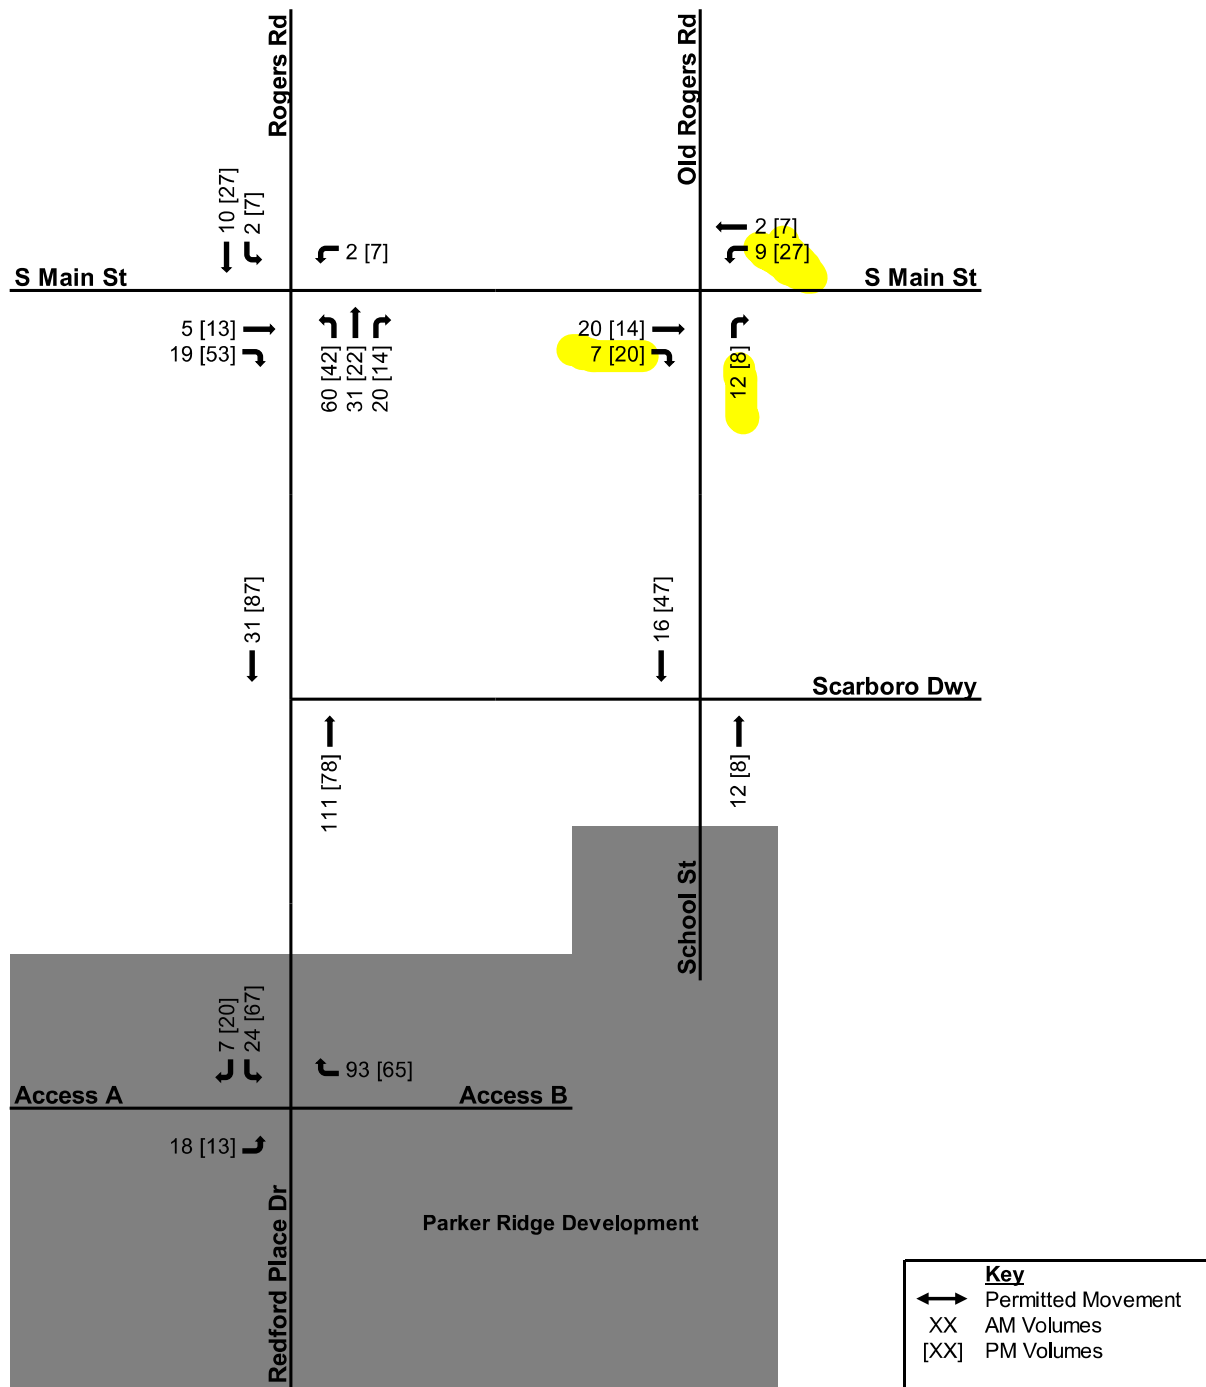 Rogers Rd
Old Rogers Rd
10 [27]
2 [7]
2 [7]
2 [7]
9 [27]
S Main St
S Main St
5 [13]
19 [53]
60 [42]
31 [22]
20 [14]
20 [14]
7 [20]
12 [8]
31 [87]
16 [47]
Scarboro Dwy
111 [78]
12 [8]
School St
7 [20]
24 [67]
93 [65]
Access A
Access B
18 [13]
Redford Place Dr
Parker Ridge Development
Key
Permitted Movement
XX AM Volumes
[XX] PM Volumes